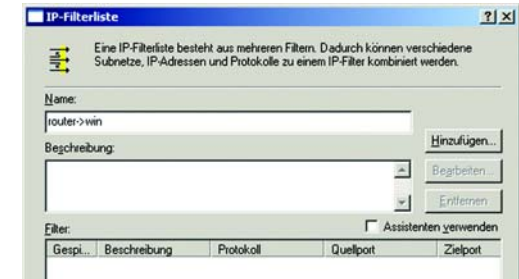 IP-Filterliste
Eine IP-Filterliste besteht aus mehreren Filtern. Dadurch können verschiedene
Subnetze, IP-Adressen und Protokolle zu einem IP-Filter kombiniert werden.
Name:
router->win
Hinzufügen...
Beschreibung:
Bearbeiten...
Entfernen
Filter:
Assistenten verwenden
Gespi... Beschreibung Protokoll Quellport Zielport